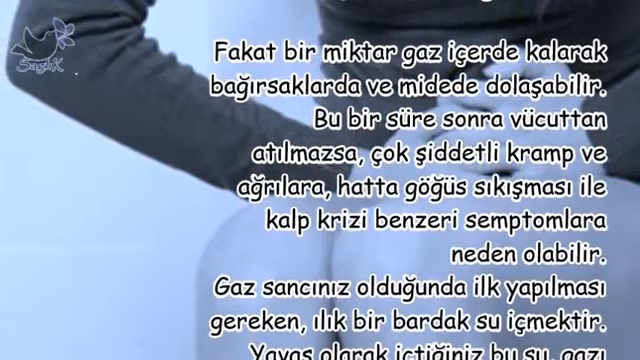 SağlıkX
Fakat bir miktar gaz içerde kalarak
bağırsaklarda ve midede dolaşabilir.
Bu bir süre sonra vücuttan
atılmazsa, çok şiddetli kramp ve
ağrılara, hatta göğüs sıkışması ile
kalp krizi benzeri semptomlara
neden olabilir.
Gaz sancınız olduğunda ilk yapılması
gereken, ılık bir bardak su içmektir.
Yavaş olarak içtiğiniz bu su, gazı